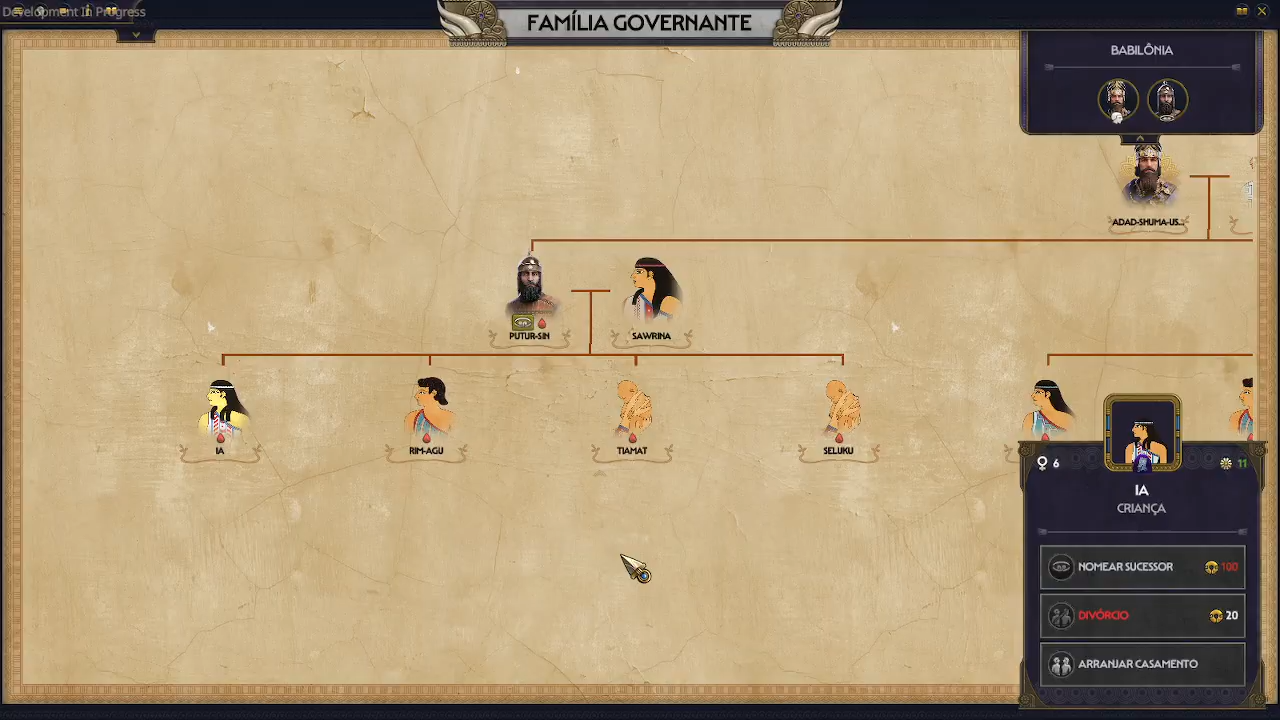 Development In Progress
FAMÍLIA GOVERNANTE
BABILÔNIA
ADAD-SHUMA-US...
PUTUR-SIN
SAWRINA
IA
RIM-AGU
TIAMAT
SELUKU
6
11
IA
CRIANÇA
NOMEAR SUCESSOR 100
DIVÓRCIO 20
ARRANJAR CASAMENTO